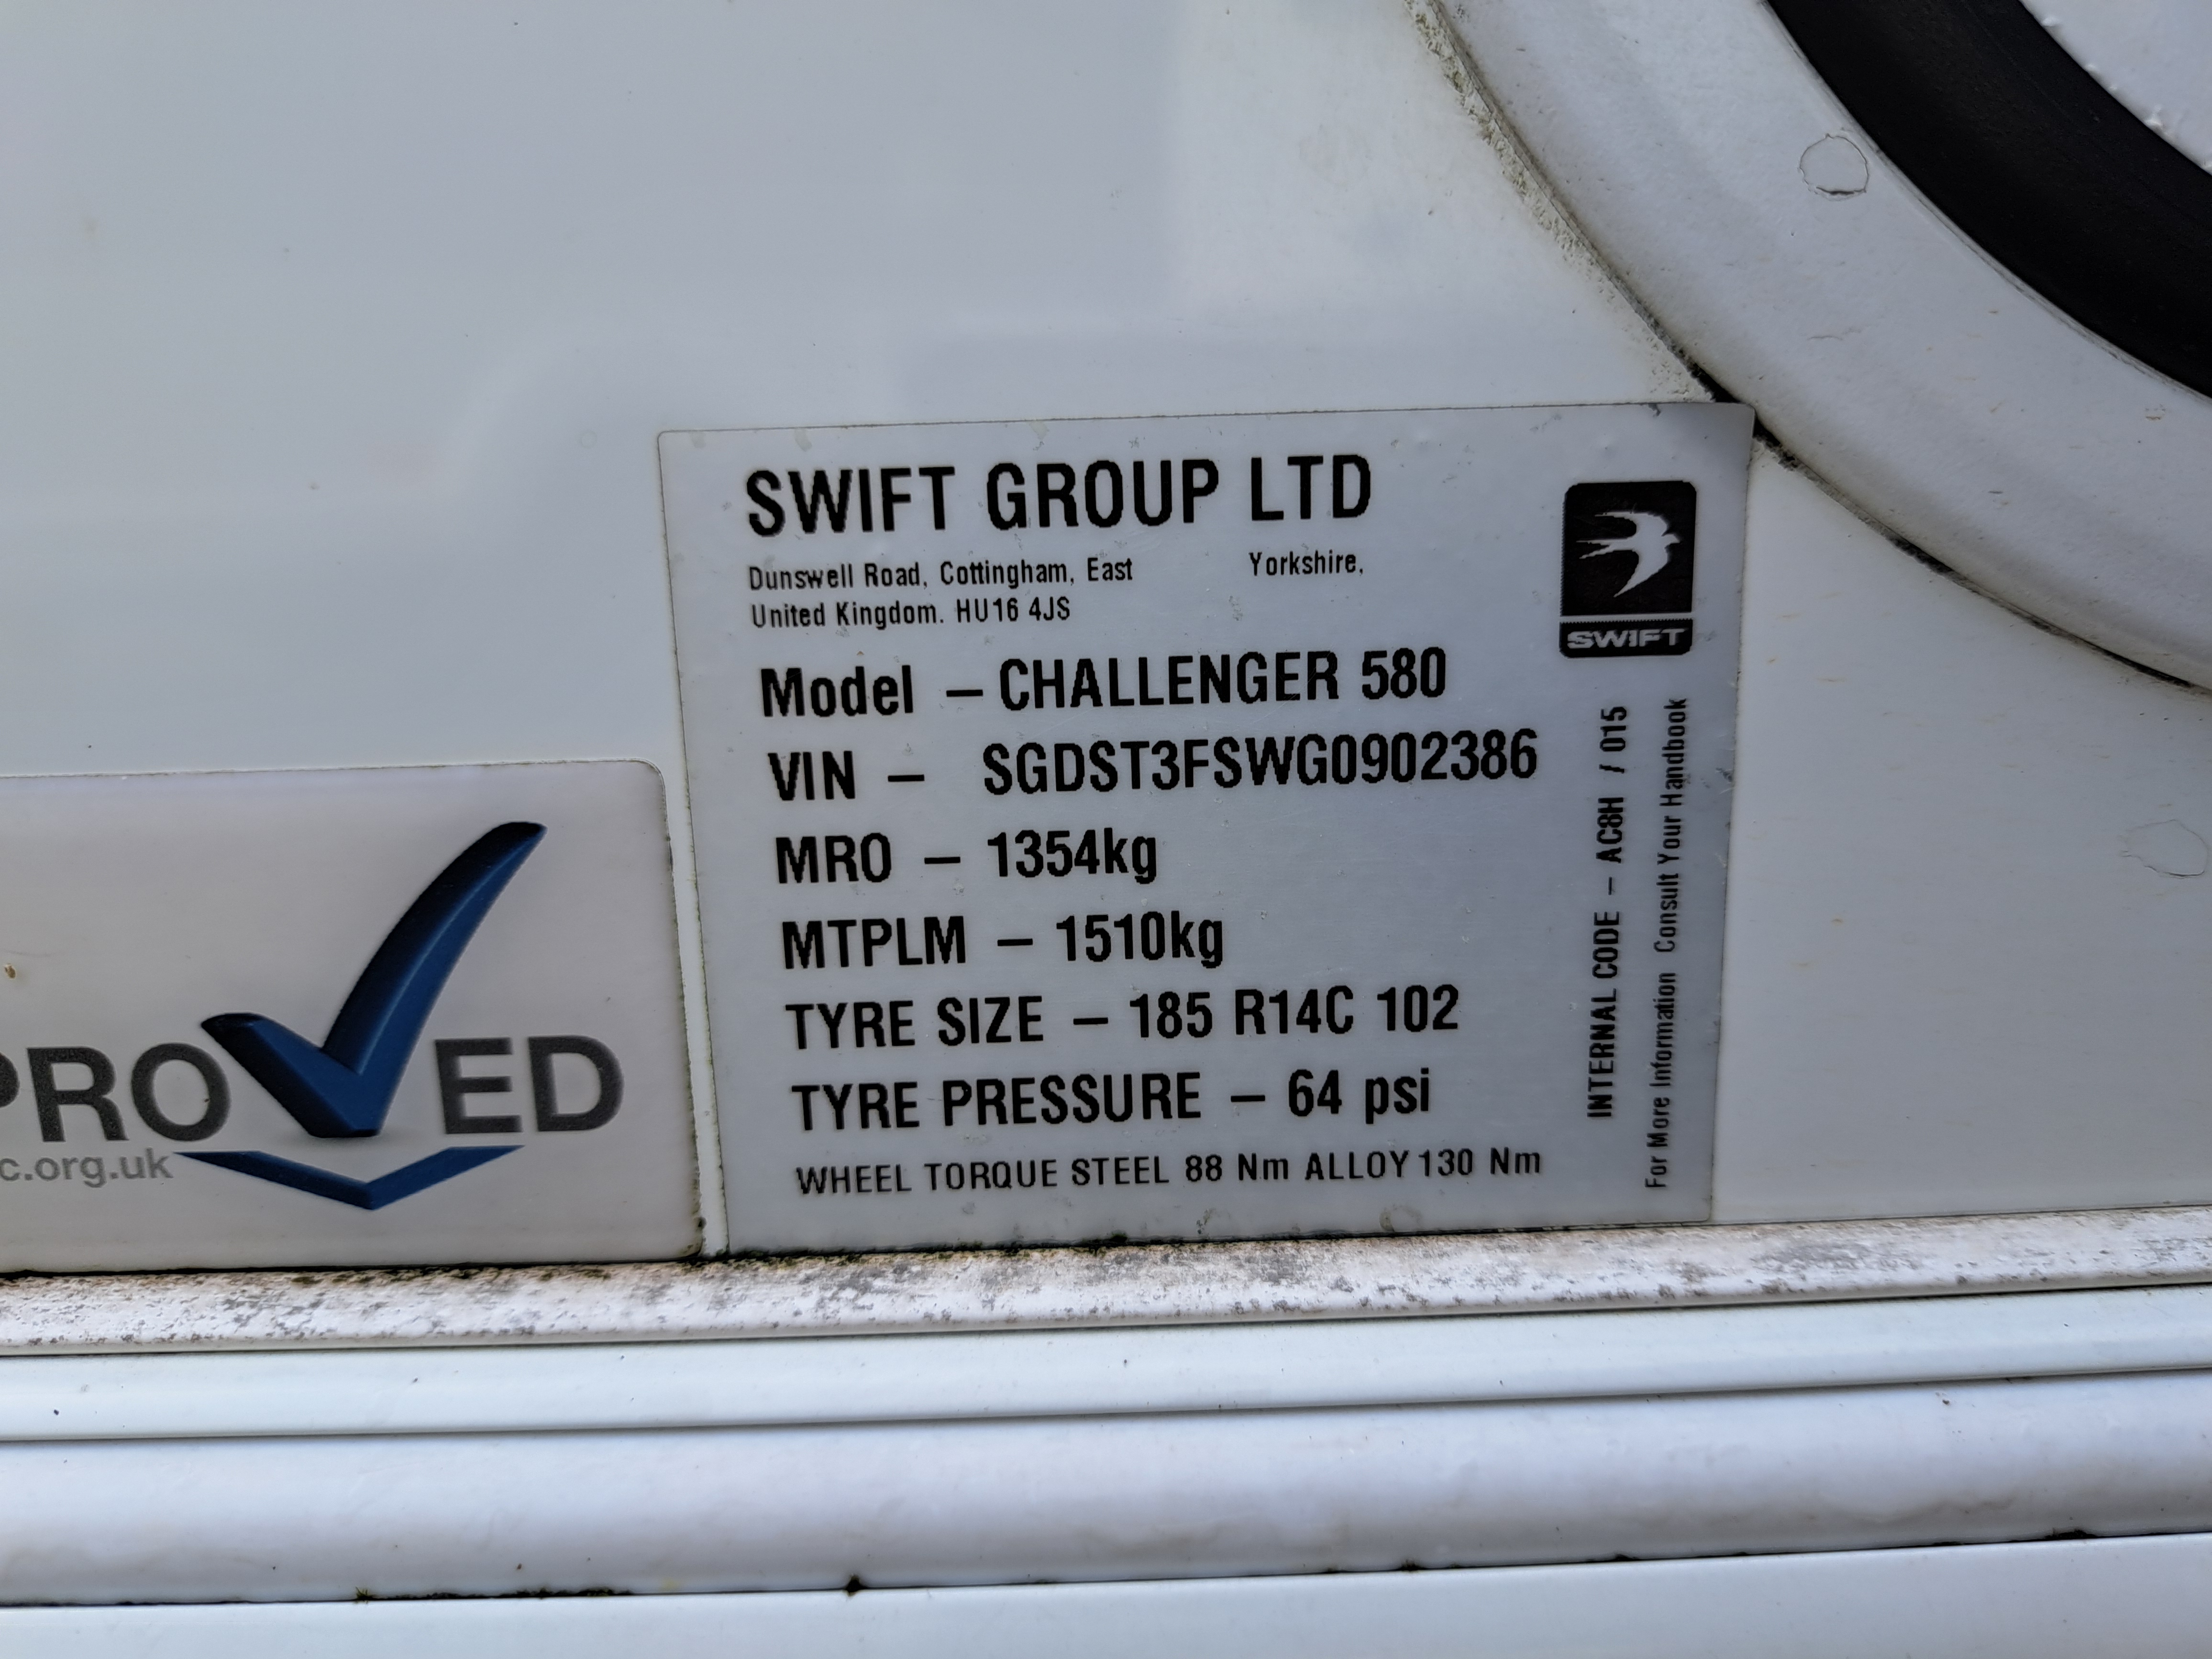 SWIFT GROUP LTD
Dunswell Road, Cottingham, East Yorkshire,
United Kingdom. HU16 4JS
Model – CHALLENGER 580
VIN – SGDST3FSWG0902386
MRO – 1354kg
MTPLM – 1510kg
TYRE SIZE – 185 R14C 102
TYRE PRESSURE – 64 psi
WHEEL TORQUE STEEL 88 Nm ALLOY 130 Nm
SWIFT
INTERNAL CODE – AC8H / 015
For More Information Consult Your Handbook
PROVED
c.org.uk